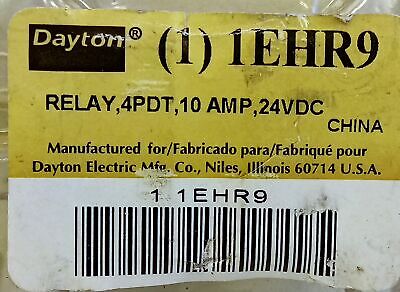 Dayton® (1) 1EHR9
RELAY,4PDT,10 AMP,24VDC
CHINA
Manufactured for/Fabricado para/Fabriqué pour
Dayton Electric Mfg. Co., Niles, Illinois 60714 U.S.A.
1 1EHR9